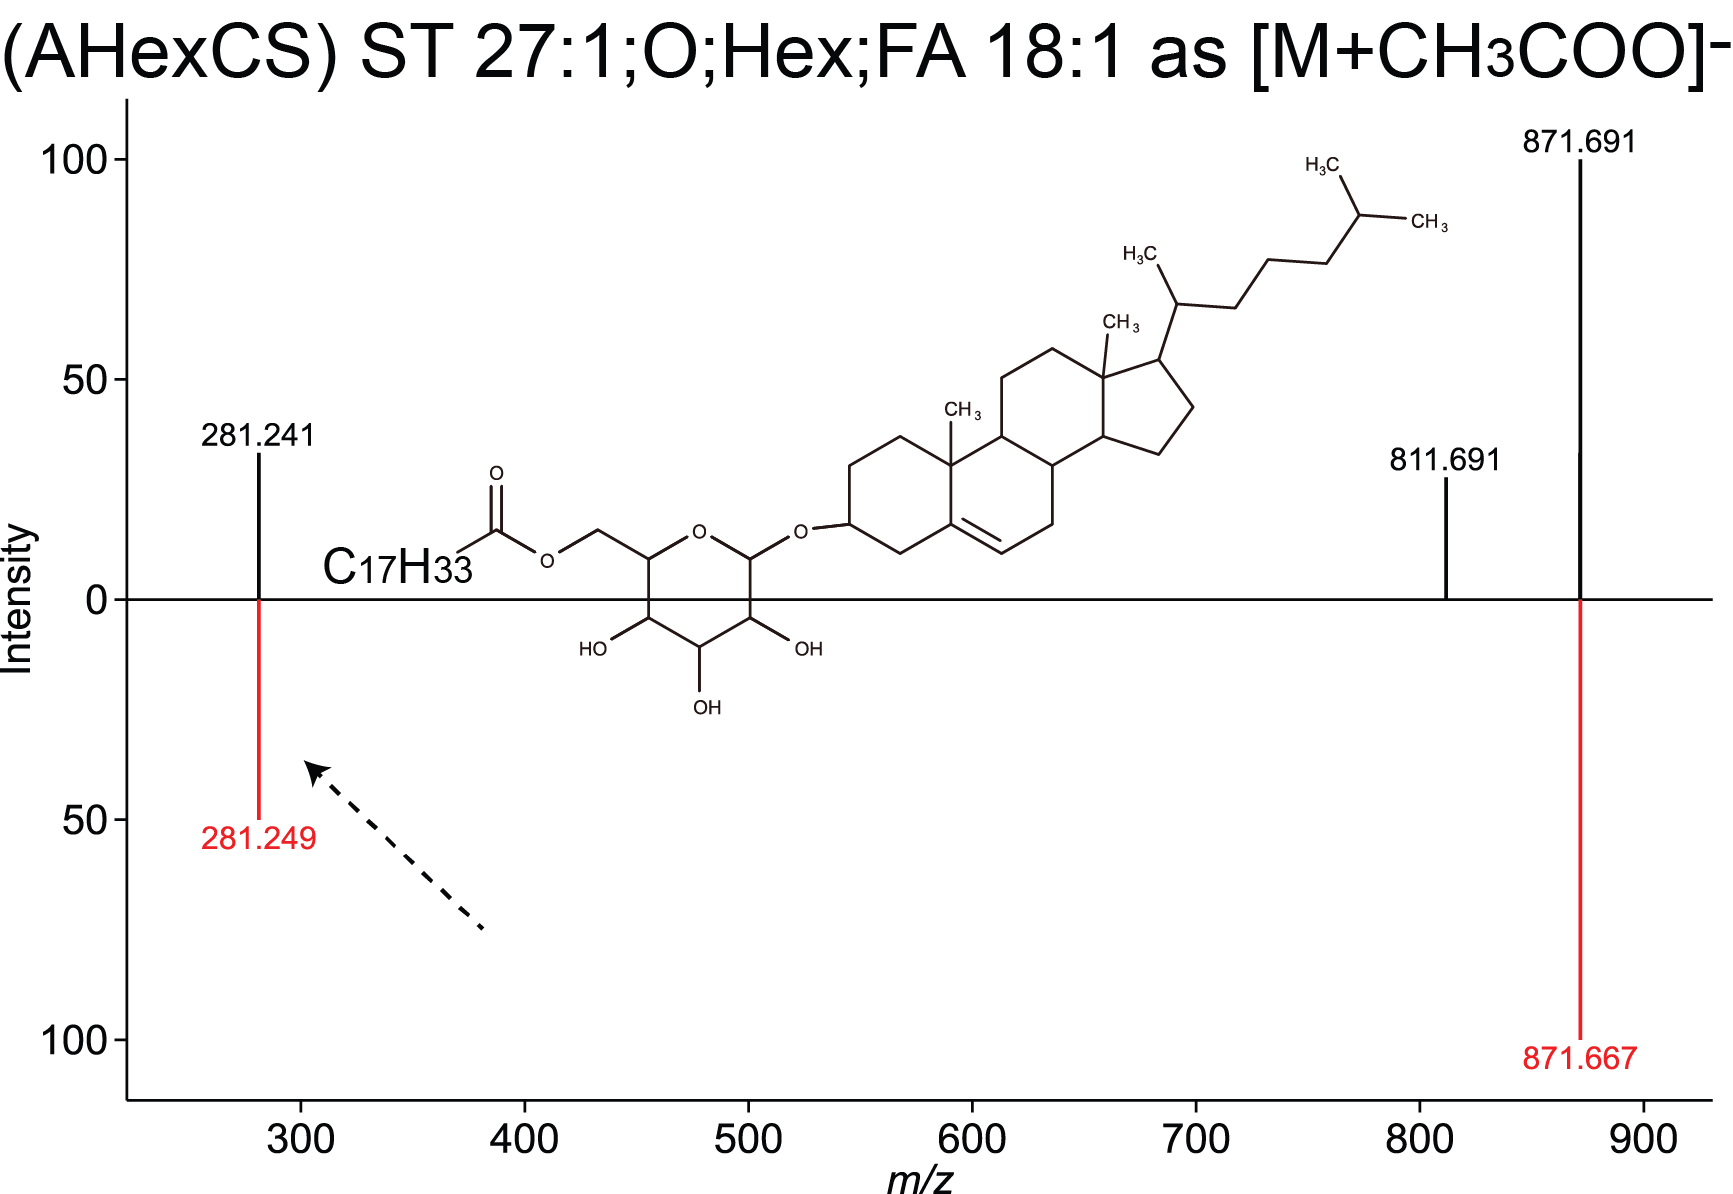 (AHexCS) ST 27:1;O;Hex;FA 18:1 as [M+CH3COO]-
871.691
100
H₃C
CH₃
H₃C
CH₃
50
CH₃
281.241
811.691
O
O
O
O
C17H33
Intensity
0
HO
OH
OH
50
281.249
100
871.667
300 400 500 600 700 800 900
m/z